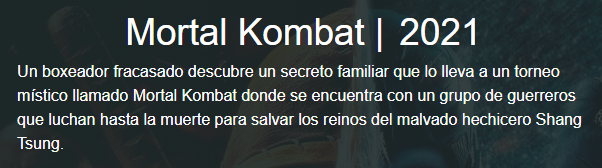 Mortal Kombat | 2021
Un boxeador fracasado descubre un secreto familiar que lo lleva a un torneo
místico llamado Mortal Kombat donde se encuentra con un grupo de guerreros
que luchan hasta la muerte para salvar los reinos del malvado hechicero Shang
Tsung.